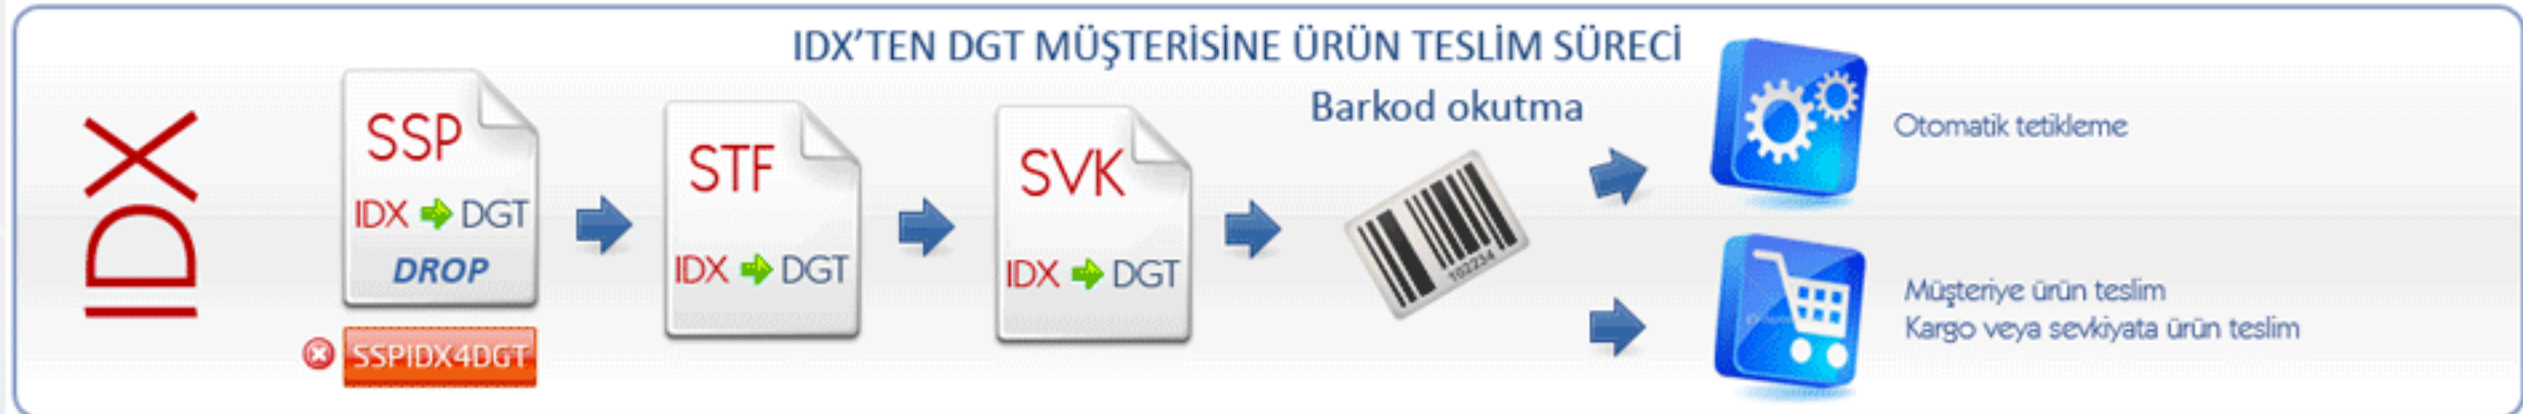 IDX'TEN DGT MÜŞTERİSİNE ÜRÜN TESLİM SÜRECİ
IDX
SSP
IDX DGT
DROP
SSPIDX4DGT
STF
IDX DGT
SVK
IDX DGT
Barkod okutma
102234
Otomatik tetikleme
Müşteriye ürün teslim
Kargo veya sevkiyata ürün teslim